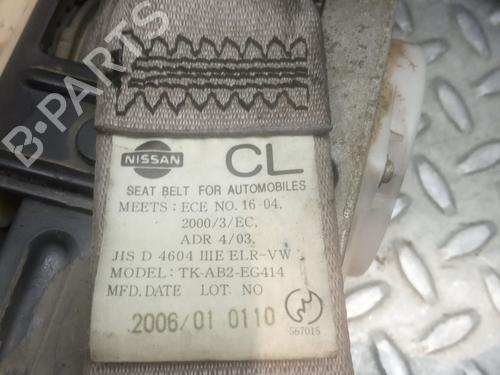 B-PARTS
NISSAN
CL
SEAT BELT FOR AUTOMOBILES
MEETS: ECE NO. 16-04,
2000/3/EC,
ADR 4/03,
JIS D 4604 IIIE ELR-VW
MODEL: TK-AB2-EG414
MFD. DATE LOT. NO
2006/01 0110
567015